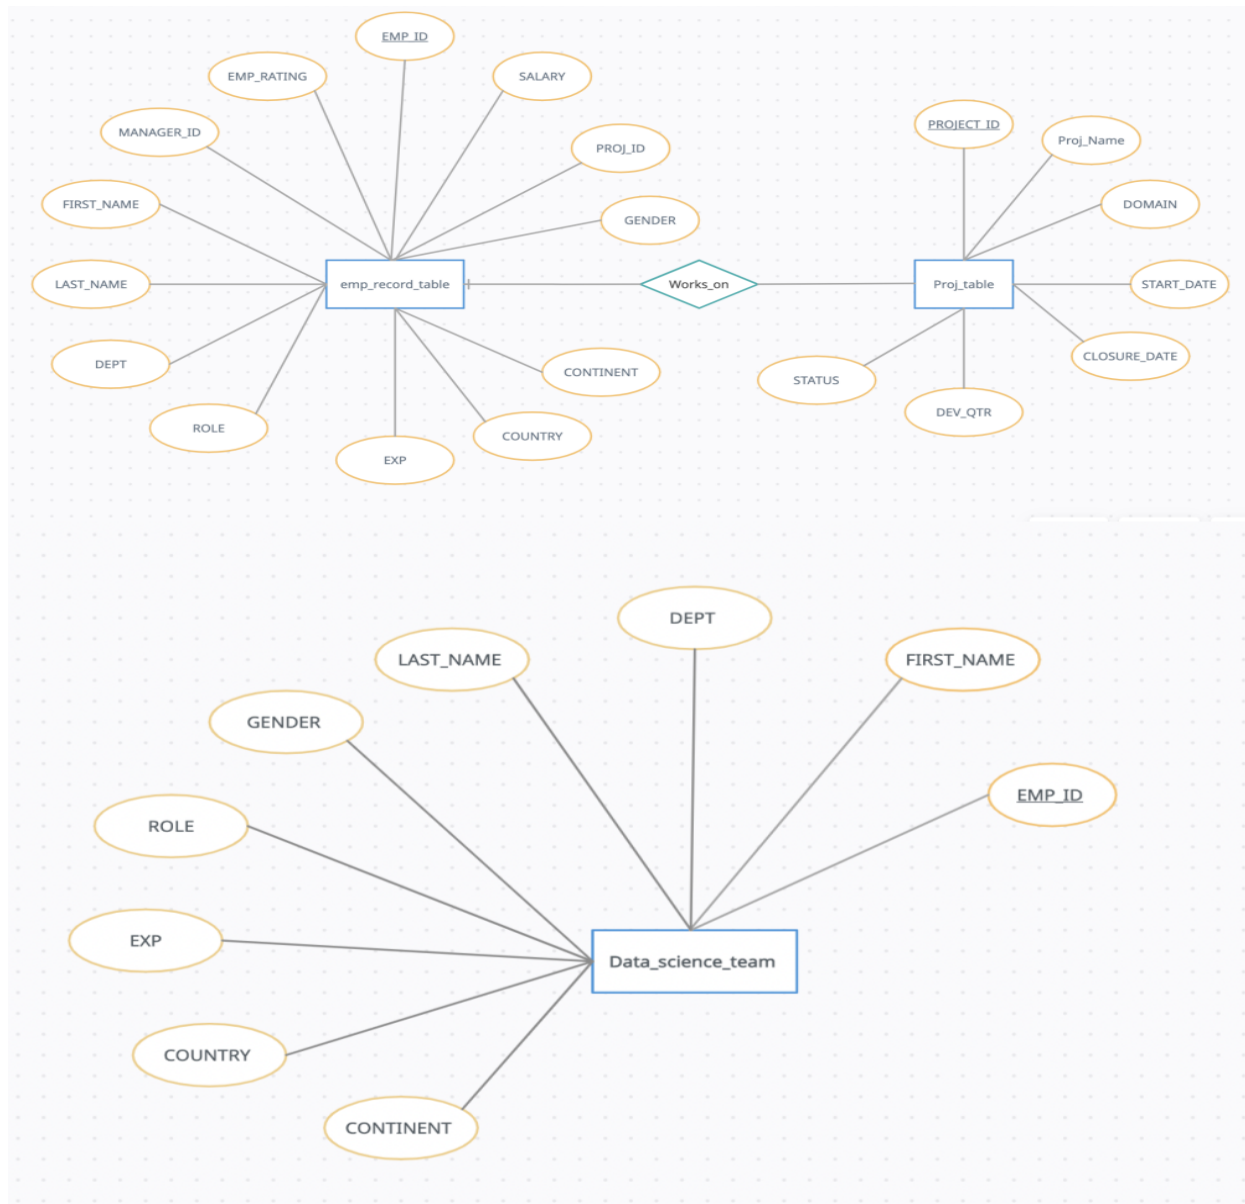 EMP_ID
EMP_RATING
SALARY
MANAGER_ID
PROJ_ID
FIRST_NAME
GENDER
LAST_NAME
emp_record_table
Works_on
DEPT
CONTINENT
ROLE
COUNTRY
EXP
PROJECT_ID
Proj_Name
DOMAIN
Proj_table
START_DATE
CLOSURE_DATE
STATUS
DEV_QTR
DEPT
LAST_NAME
FIRST_NAME
GENDER
EMP_ID
ROLE
EXP
Data_science_team
COUNTRY
CONTINENT